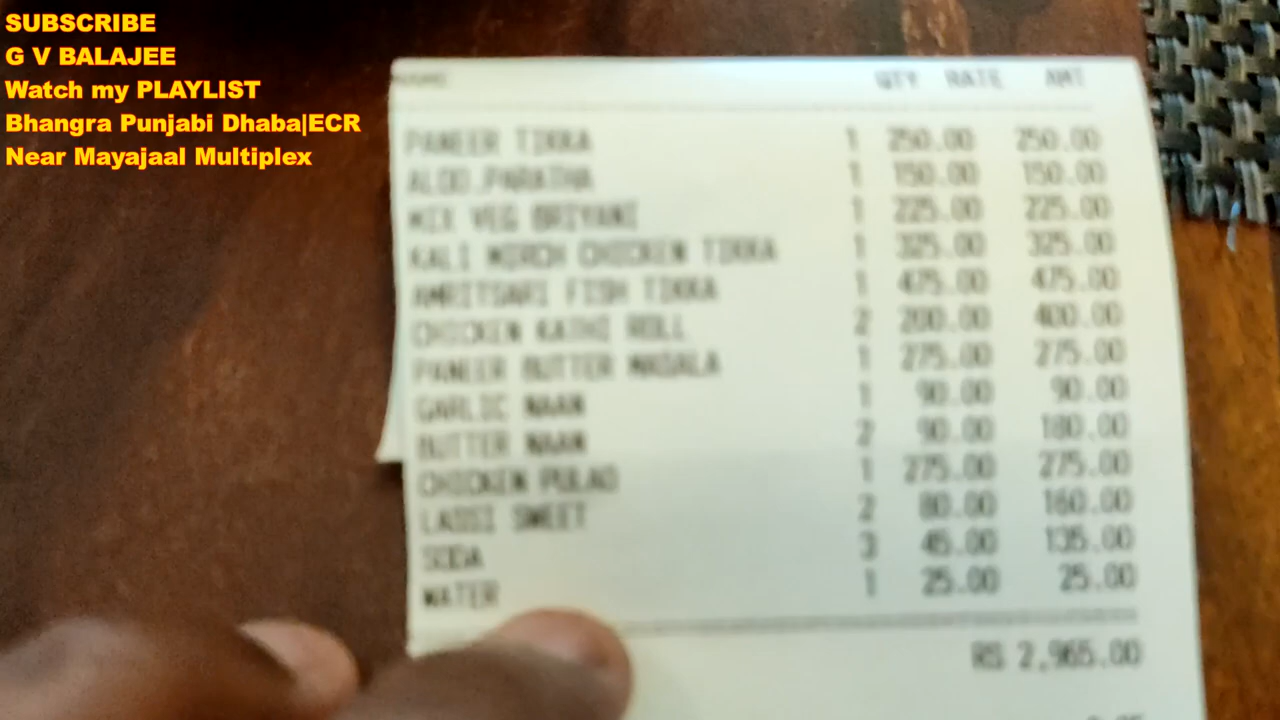 SUBSCRIBE
G V BALAJEE
Watch my PLAYLIST
Bhangra Punjabi Dhaba|ECR
Near Mayajaal Multiplex
QTY RATE AMT
PANEER TIKKA 1 250.00 250.00
ALOO.PARATHA 1 150.00 150.00
MIX VEG BRIYANI 1 225.00 225.00
KALI MIRCH CHICKEN TIKKA 1 325.00 325.00
AMRITSARI FISH TIKKA 1 475.00 475.00
CHICKEN KATHI ROLL 2 200.00 400.00
PANEER BUTTER MASALA 1 275.00 275.00
GARLIC NAAN 1 90.00 90.00
BUTTER NAAN 2 90.00 180.00
CHICKEN PULAO 1 275.00 275.00
LASSI SWEET 2 80.00 160.00
SODA 3 45.00 135.00
WATER 1 25.00 25.00
RS 2,965.00